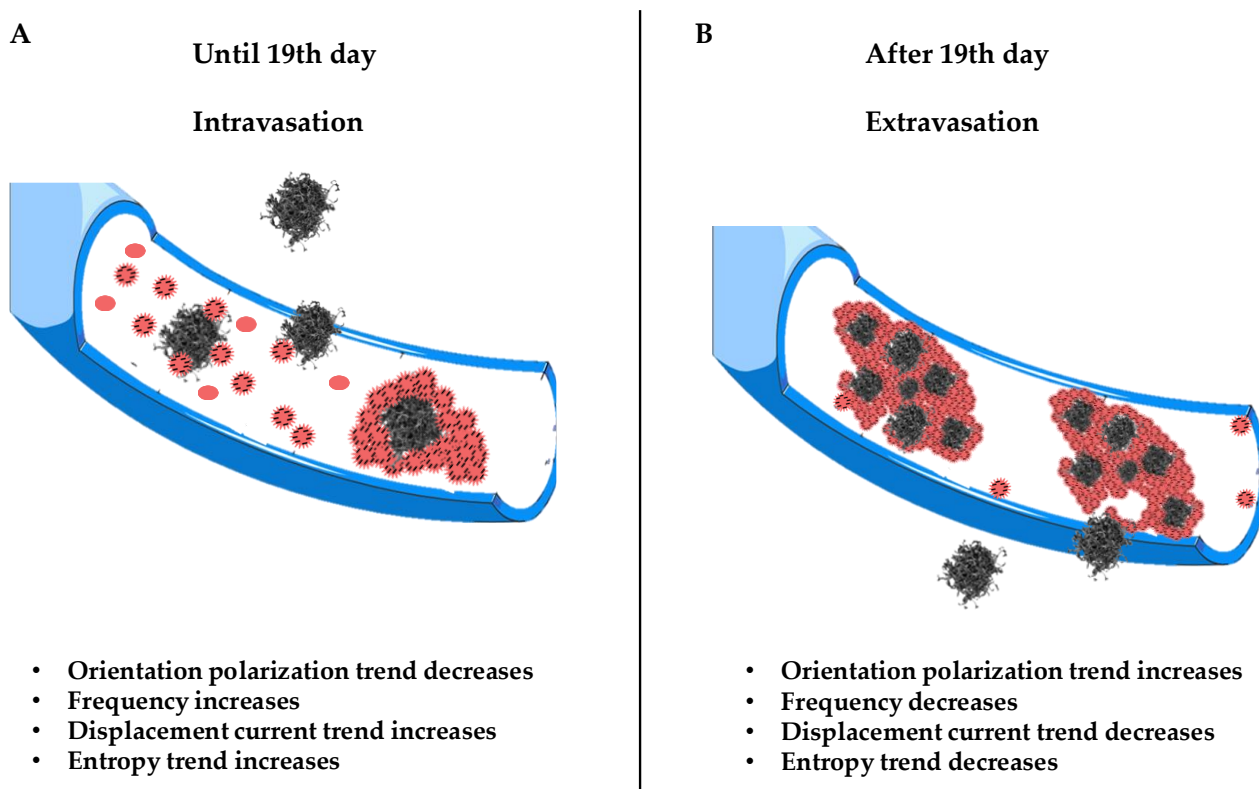 A
Until 19th day
Intravasation
• Orientation polarization trend decreases
• Frequency increases
• Displacement current trend increases
• Entropy trend increases
B
After 19th day
Extravasation
• Orientation polarization trend increases
• Frequency decreases
• Displacement current trend decreases
• Entropy trend decreases